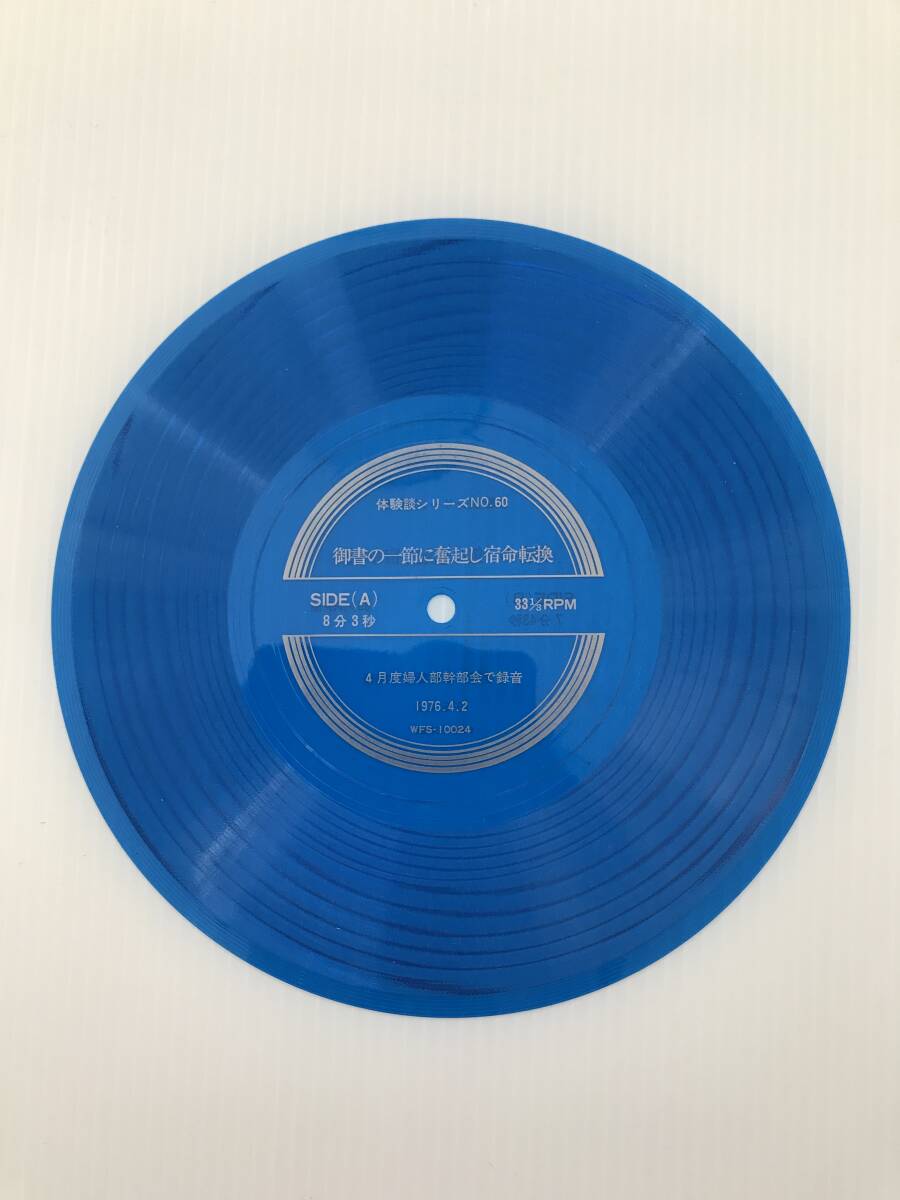 体験談シリーズNO.60
御書の一節に奮起し宿命転換
SIDE(A)
8分3秒
33⅓RPM
4月度婦人部幹部会で録音
1976.4.2
WFS-10024